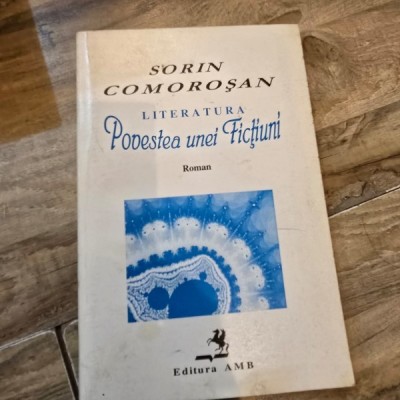 SORIN
COMOROŞAN
LITERATURA
Povestea unei Ficţiuni
Roman
Editura AMB